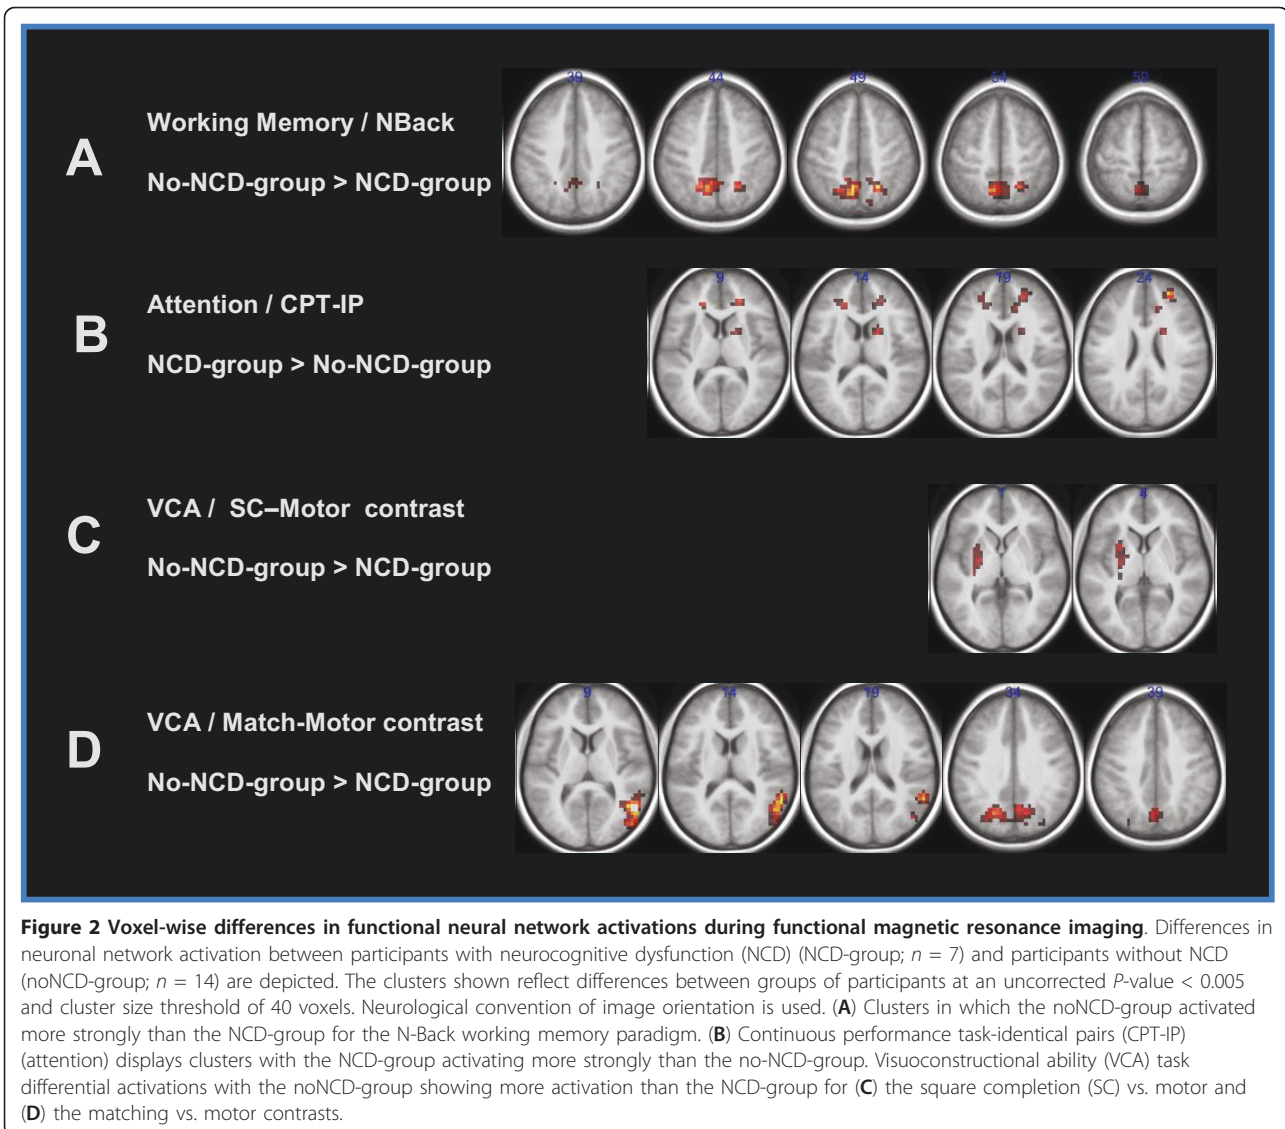 39 44 49 54 59
Working Memory / NBack
A
No-NCD-group > NCD-group
9 14 19 24
Attention / CPT-IP
B
NCD-group > No-NCD-group
4
VCA / SC–Motor contrast
C
No-NCD-group > NCD-group
9 14 19 34 39
VCA / Match-Motor contrast
D
No-NCD-group > NCD-group
Figure 2 Voxel-wise differences in functional neural network activations during functional magnetic resonance imaging. Differences in
neuronal network activation between participants with neurocognitive dysfunction (NCD) (NCD-group; n = 7) and participants without NCD
(noNCD-group; n = 14) are depicted. The clusters shown reflect differences between groups of participants at an uncorrected P-value < 0.005
and cluster size threshold of 40 voxels. Neurological convention of image orientation is used. (A) Clusters in which the noNCD-group activated
more strongly than the NCD-group for the N-Back working memory paradigm. (B) Continuous performance task-identical pairs (CPT-IP)
(attention) displays clusters with the NCD-group activating more strongly than the no-NCD-group. Visuoconstructional ability (VCA) task
differential activations with the noNCD-group showing more activation than the NCD-group for (C) the square completion (SC) vs. motor and
(D) the matching vs. motor contrasts.